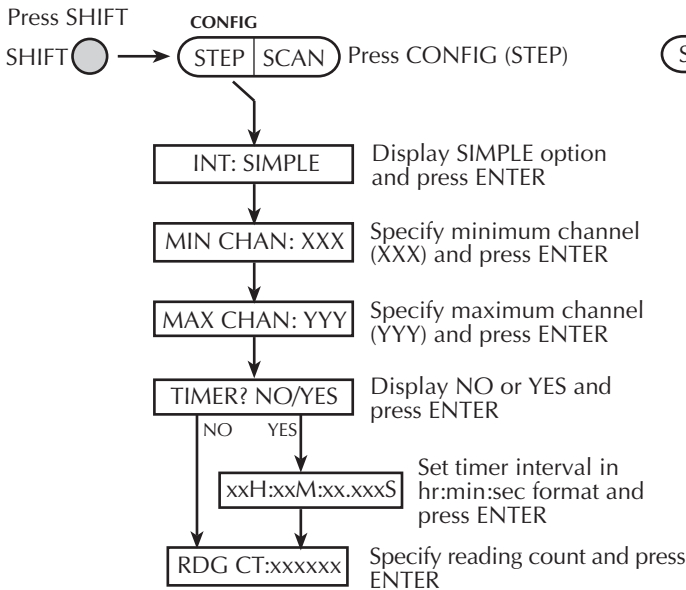 Press SHIFT
CONFIG
SHIFT
STEP SCAN
Press CONFIG (STEP)
S
INT: SIMPLE
Display SIMPLE option
and press ENTER
MIN CHAN: XXX
Specify minimum channel
(XXX) and press ENTER
MAX CHAN: YYY
Specify maximum channel
(YYY) and press ENTER
TIMER? NO/YES
Display NO or YES and
press ENTER
NO YES
xxH:xxM:xx.xxxS
Set timer interval in
hr:min:sec format and
press ENTER
RDG CT:xxxxxx
Specify reading count and press
ENTER